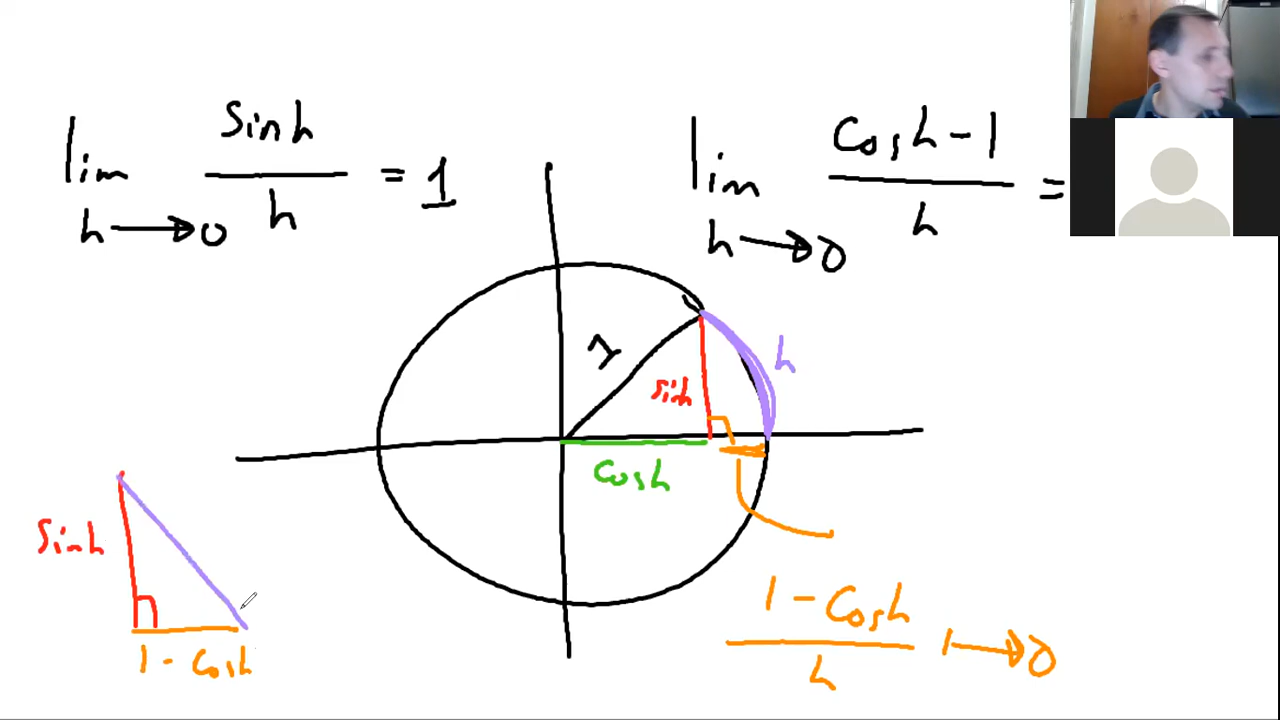 lim h→0 sinh/h = 1
lim h→0 cosh-1/h =
1
h
sinh
cosh
sinh
1 - cosh
1 - cosh/h → 0